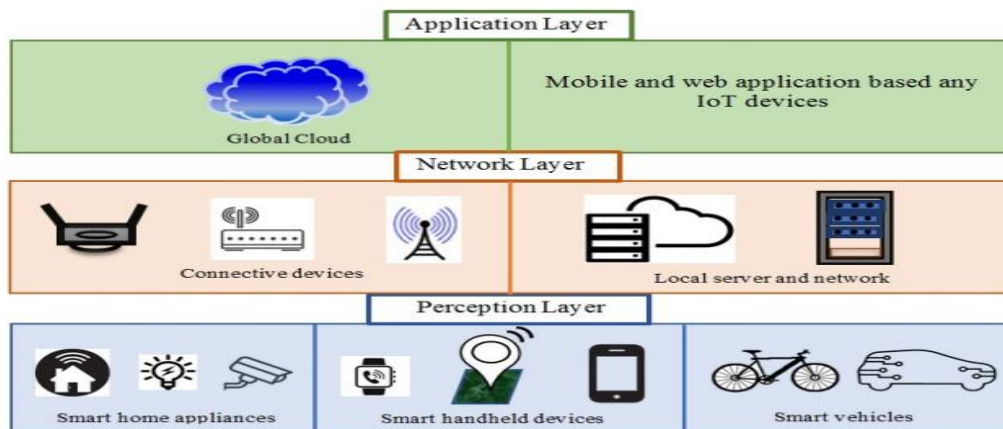 Application Layer
Global Cloud
Mobile and web application based any
IoT devices
Network Layer
Connective devices
Local server and network
Perception Layer
Smart home appliances
Smart handheld devices
Smart vehicles